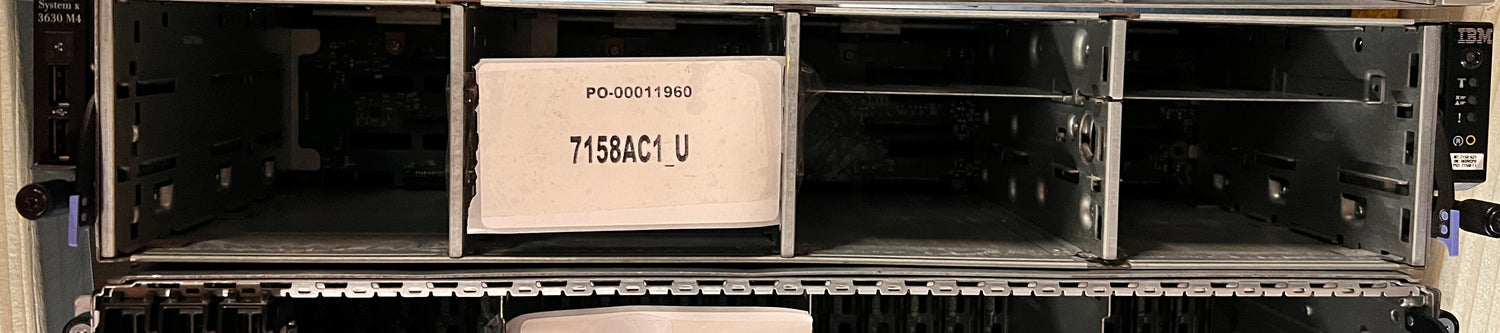 System x
3630 M4
PO-00011960
7158AC1_U
IBM